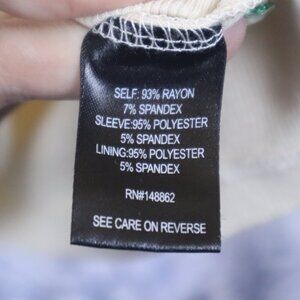 SELF: 93% RAYON
7% SPANDEX
SLEEVE:95% POLYESTER
5% SPANDEX
LINING:95% POLYESTER
5% SPANDEX
RN#148862
SEE CARE ON REVERSE